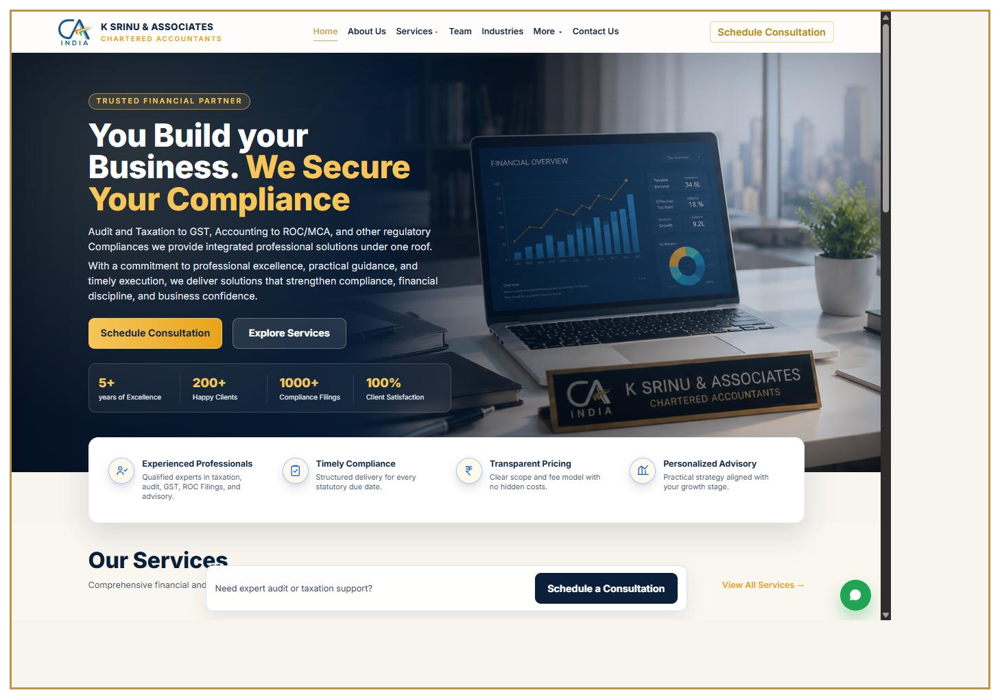 K SRINU & ASSOCIATES
CHARTERED ACCOUNTANTS
INDIA
Home About Us Services Team Industries More Contact Us
Schedule Consultation
TRUSTED FINANCIAL PARTNER
You Build your
Business. We Secure
Your Compliance
Audit and Taxation to GST, Accounting to ROC/MCA, and other regulatory
Compliances we provide integrated professional solutions under one roof.
With a commitment to professional excellence, practical guidance, and
timely execution, we deliver solutions that strengthen compliance, financial
discipline, and business confidence.
Schedule Consultation Explore Services
5+ 200+ 1000+ 100%
years of Excellence Happy Clients Compliance Filings Client Satisfaction
FINANCIAL OVERVIEW
Taxable
Income
34.6L
Effective
Tax Rate
18.%
Growth
9.2L
Overview
CA
INDIA
K SRINU & ASSOCIATES
CHARTERED ACCOUNTANTS
Experienced Professionals
Qualified experts in taxation,
audit, GST, ROC Filings, and
advisory.
Timely Compliance
Structured delivery for every
statutory due date.
Transparent Pricing
Clear scope and fee model with
no hidden costs.
Personalized Advisory
Practical strategy aligned with
your growth stage.
Our Services
Comprehensive financial and
Need expert audit or taxation support?
Schedule a Consultation
View All Services →